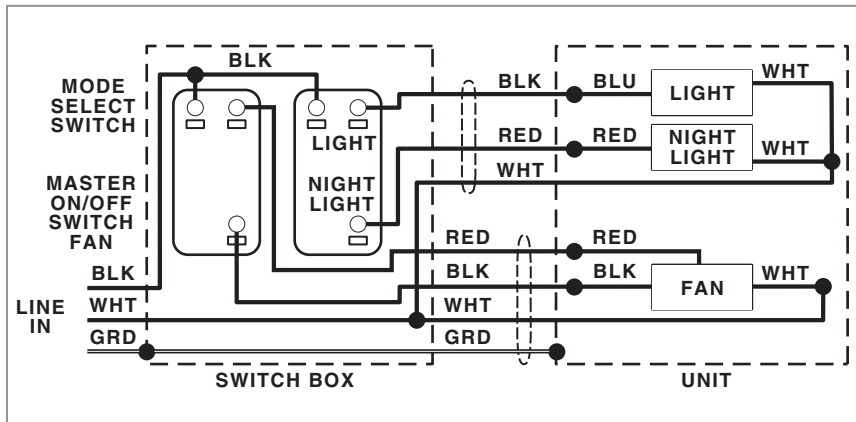 BLK
MODE
SELECT
SWITCH
LIGHT
NIGHT
LIGHT
MASTER
ON/OFF
SWITCH
FAN
BLK BLU LIGHT WHT
RED RED NIGHT
LIGHT WHT
WHT
RED RED
BLK BLK FAN WHT
LINE
IN
BLK
WHT WHT
GRD GRD
SWITCH BOX UNIT